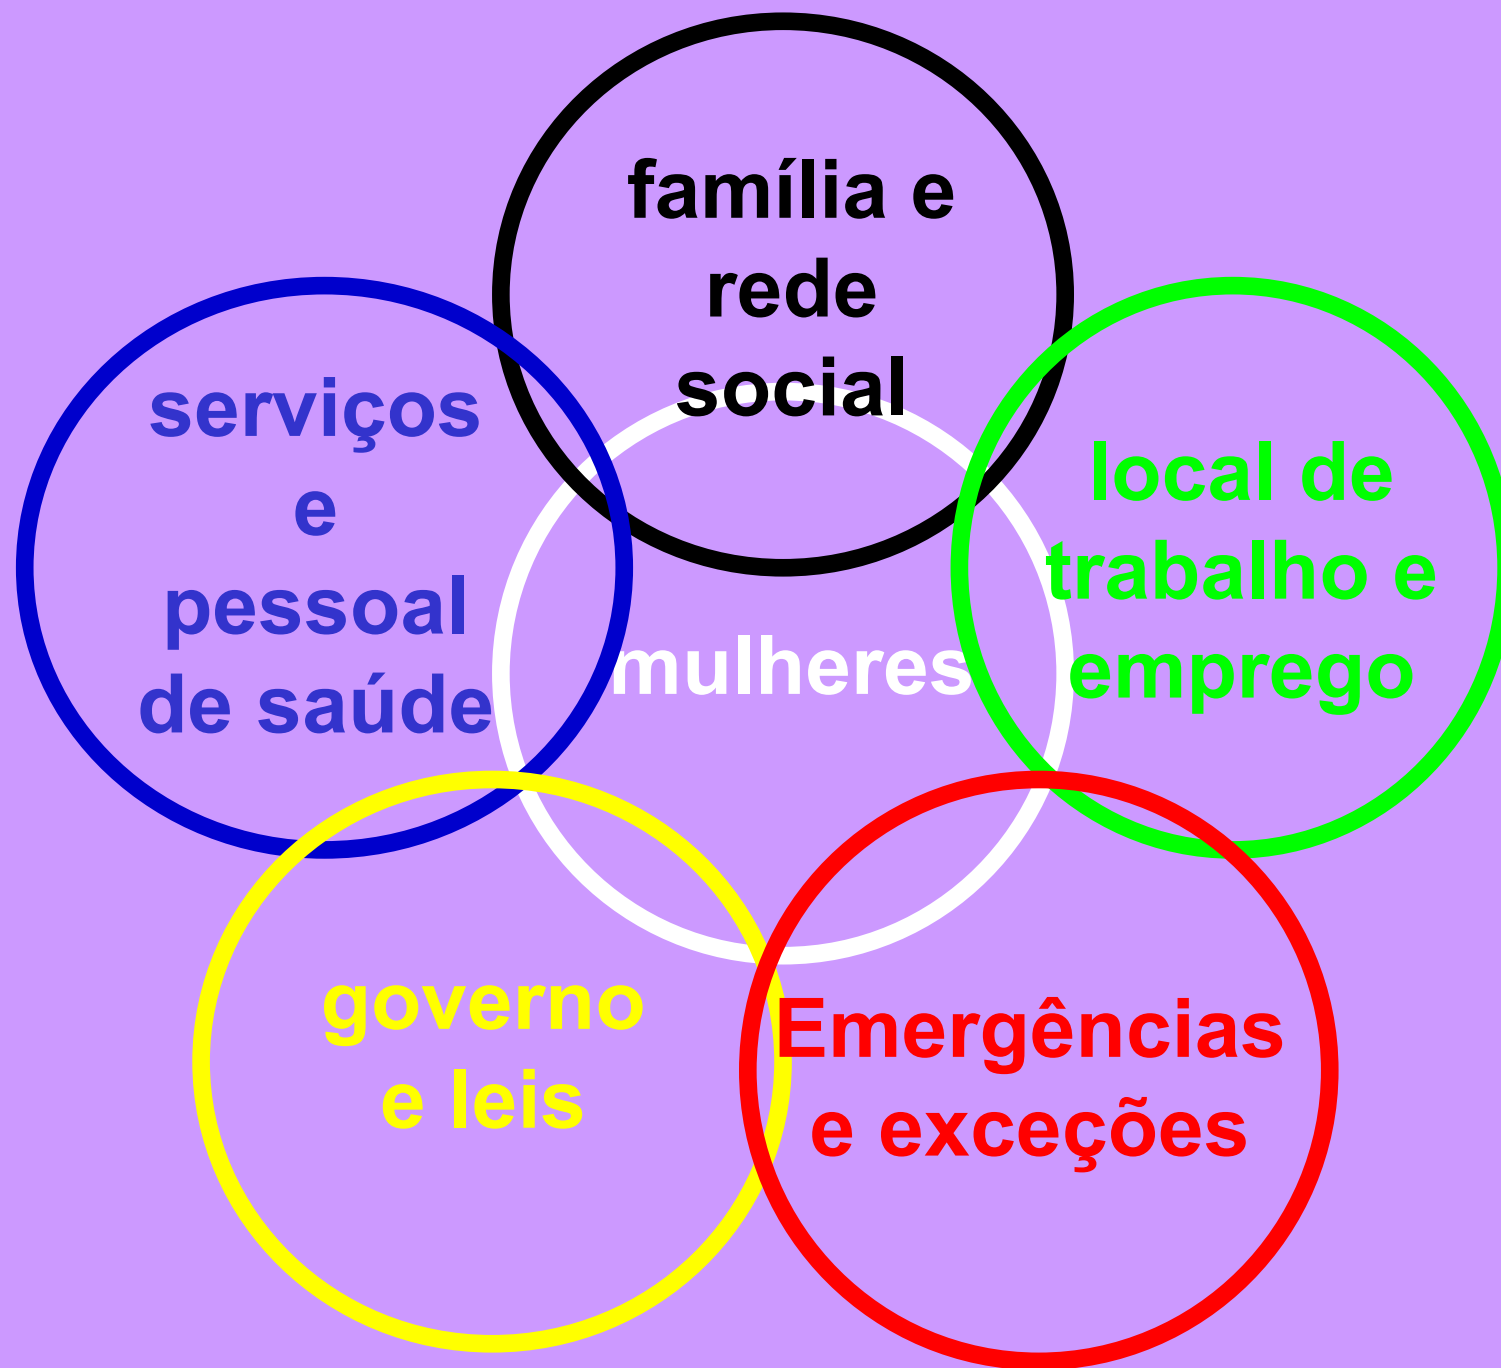 família e
rede
social
serviços
e
pessoal
de saúde
local de
trabalho e
emprego
mulheres
governo
e leis
Emergências
e exceções